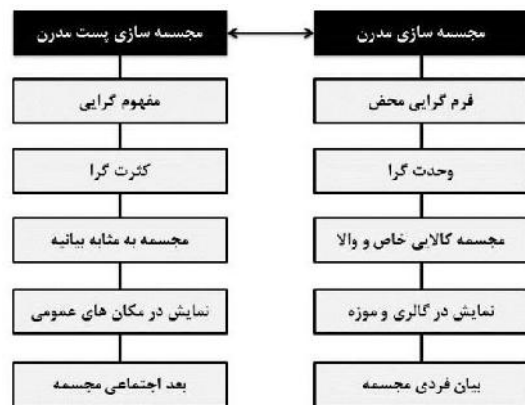 مجسمه سازی مدرن
فرم گرایی محض
وحدت گرا
مجسمه کالایی خاص و والا
نمایش در گالری و موزه
بیان فردی مجسمه
مجسمه سازی پست مدرن
مفهوم گرایی
کثرت گرا
مجسمه به مثابه بیانیه
نمایش در مکان های عمومی
بعد اجتماعی مجسمه